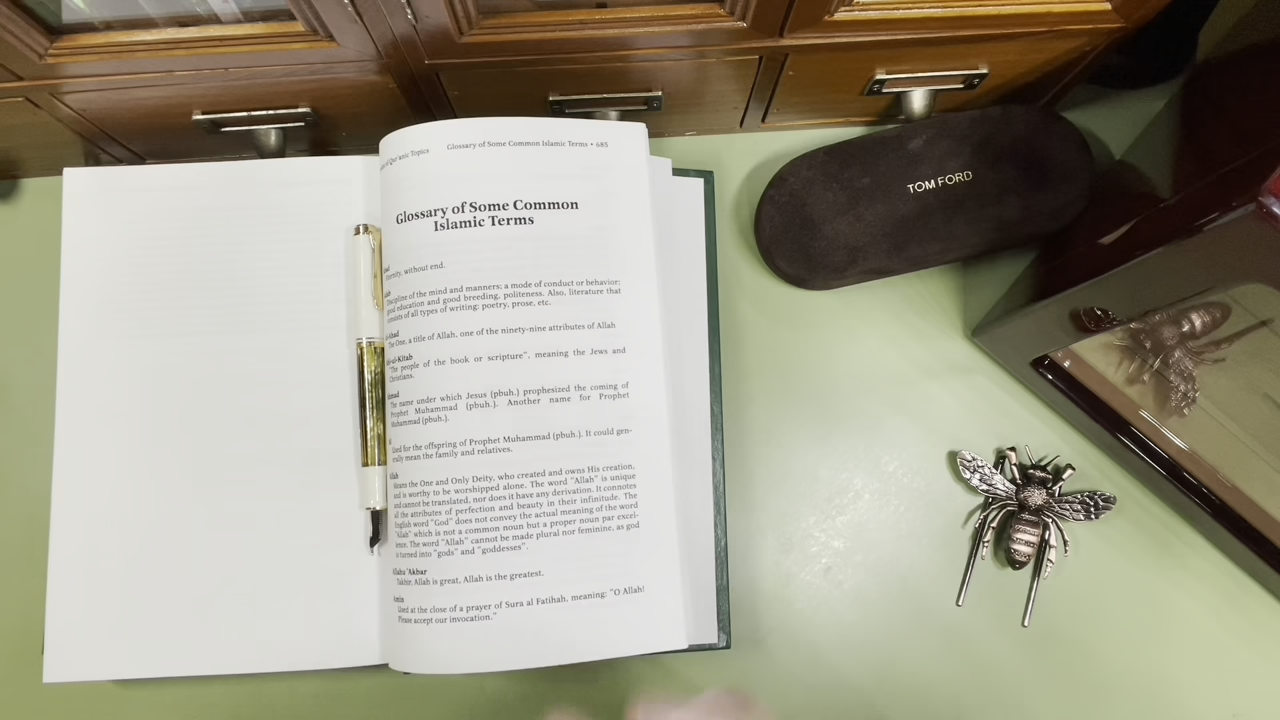 of Qur'anic Topics
Glossary of Some Common Islamic Terms • 685
Glossary of Some Common
Islamic Terms
Eternity, without end.
Discipline of the mind and manners; a mode of conduct or behavior;
good education and good breeding, politeness. Also, literature that
consists of all types of writing: poetry, prose, etc.
The One, a title of Allah, one of the ninety-nine attributes of Allah
ul-Kitab
"The people of the book or scripture", meaning the Jews and
Christians.
The name under which Jesus (pbuh.) prophesized the coming of
Prophet Muhammad (pbuh.). Another name for Prophet
Muhammad (pbuh.).
Used for the offspring of Prophet Muhammad (pbuh.). It could gen-
erally mean the family and relatives.
Allah
Means the One and Only Deity, who created and owns His creation,
and is worthy to be worshipped alone. The word "Allah" is unique
and cannot be translated, nor does it have any derivation. It connotes
all the attributes of perfection and beauty in their infinitude. The
English word "God" does not convey the actual meaning of the word
"Allah" which is not a common noun but a proper noun par excel-
lence. The word "Allah" cannot be made plural nor feminine, as god
is turned into "gods" and "goddesses".
Allahu 'Akbar
Takbir. Allah is great, Allah is the greatest.
Amin
Used at the close of a prayer of Sura al Fatihah, meaning: "O Allah!
Please accept our invocation."
TOM FORD